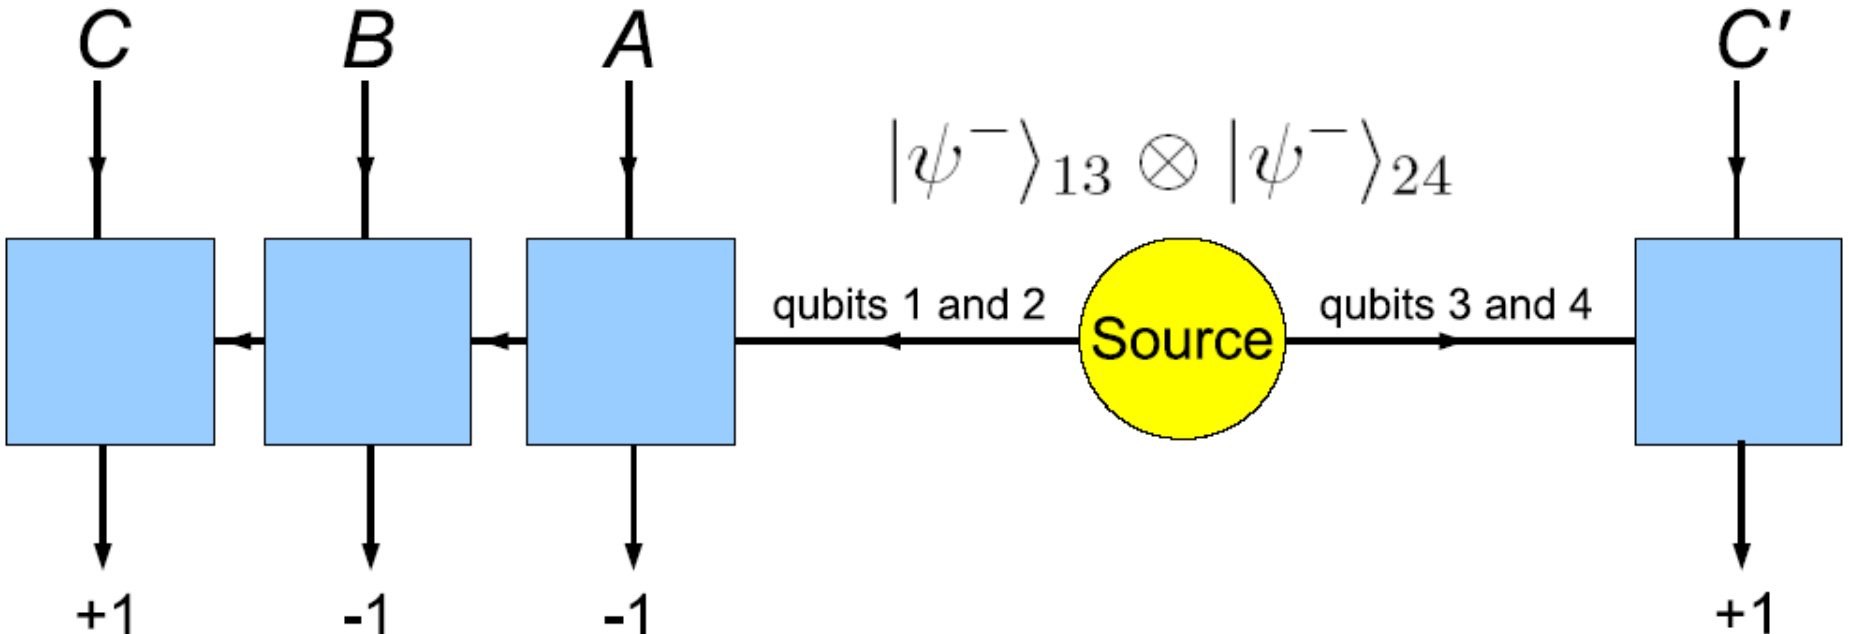 C B A C'
|ψ⁻⟩₁₃ ⊗ |ψ⁻⟩₂₄
qubits 1 and 2 Source qubits 3 and 4
+1 -1 -1 +1